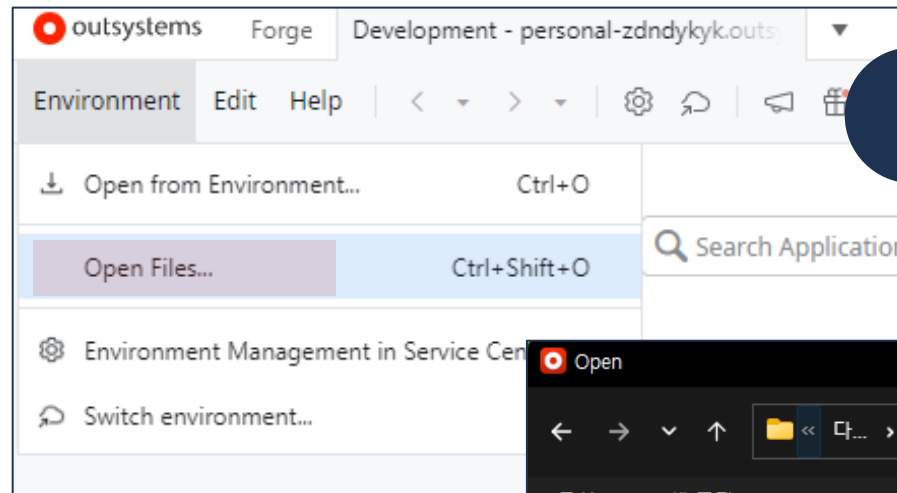 outsystems Forge Development - personal-zdndykyk.outs
Environment Edit Help
Open from Environment... Ctrl+O
Search Application
Open Files... Ctrl+Shift+O
Environment Management in Service Cen
Open
Switch environment...
« 다... ›